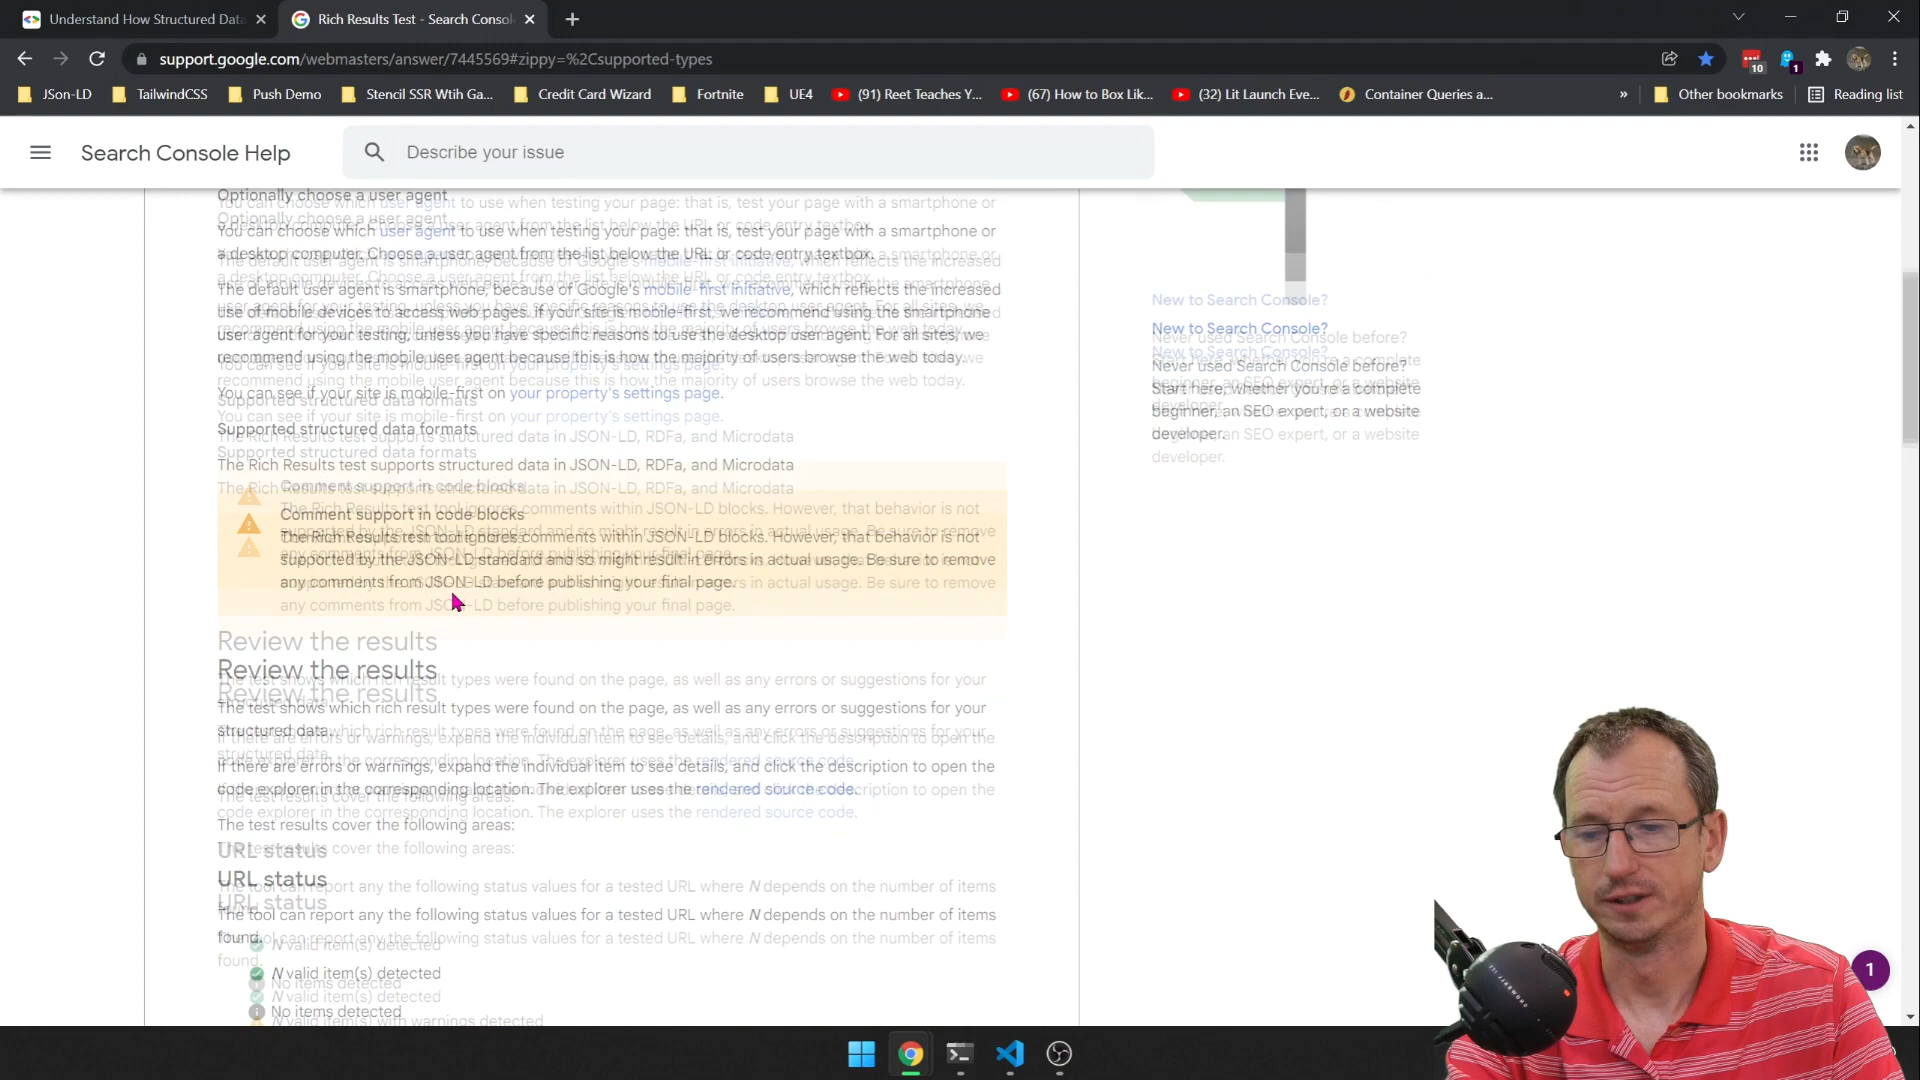 Understand How Structured Data
Rich Results Test - Search Consol
support.google.com/webmasters/answer/7445569#zippy=%2Csupported-types
10
1
JSon-LD
TailwindCSS
Push Demo
Stencil SSR Wtih Ga...
Credit Card Wizard
Fortnite
UE4
(91) Reet Teaches Y...
(67) How to Box Lik...
(32) Lit Launch Eve...
Container Queries a...
»
Other bookmarks
Reading list
Search Console Help
Describe your issue
Optionally choose a user agent
You can choose which user agent to use when testing your page: that is, test your page with a smartphone or
a desktop computer. Choose a user agent from the list below the URL or code entry textbox.
The default user agent is smartphone, because of Google's mobile-first initiative, which reflects the increased
use of mobile devices to access web pages. If your site is mobile-first, we recommend using the smartphone
user agent for your testing, unless you have specific reasons to use the desktop user agent. For all sites, we
recommend using the mobile user agent because this is how the majority of users browse the web today.
You can see if your site is mobile-first on your property's settings page.
Supported structured data formats
The Rich Results test supports structured data in JSON-LD, RDFa, and Microdata
Comment support in code blocks
The Rich Results test tool ignores comments within JSON-LD blocks. However, that behavior is not
supported by the JSON-LD standard and so might result in errors in actual usage. Be sure to remove
any comments from JSON-LD before publishing your final page.
Review the results
The test shows which rich result types were found on the page, as well as any errors or suggestions for your
structured data.
If there are errors or warnings, expand the individual item to see details, and click the description to open the
code explorer in the corresponding location. The explorer uses the rendered source code.
The test results cover the following areas:
URL status
The tool can report any the following status values for a tested URL where N depends on the number of items
found.
N valid item(s) detected
No items detected
N valid item(s) with warnings detected
New to Search Console?
Never used Search Console before?
Start here, whether you're a complete
beginner, an SEO expert, or a website
developer.
1